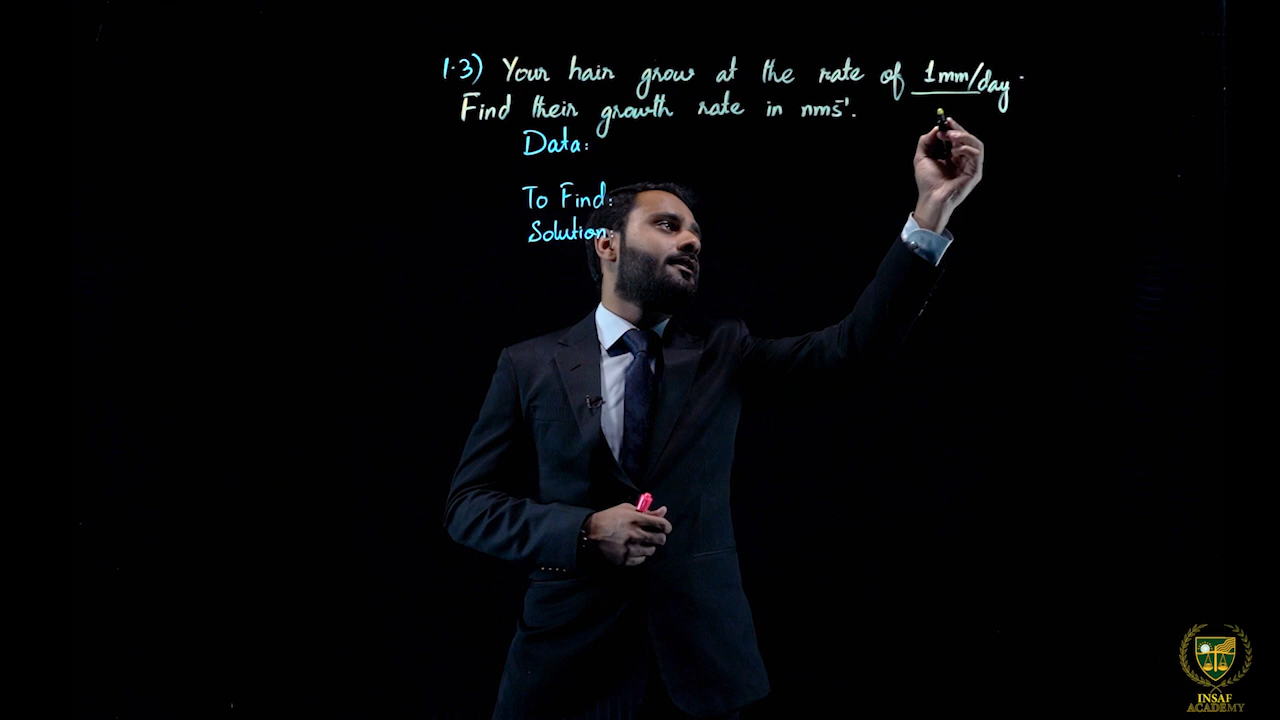 1.3) Your hair grow at the rate of 1mm/day.
Find their growth rate in nms⁻¹.
Data:
To Find:
Solution:
INSAF
ACADEMY